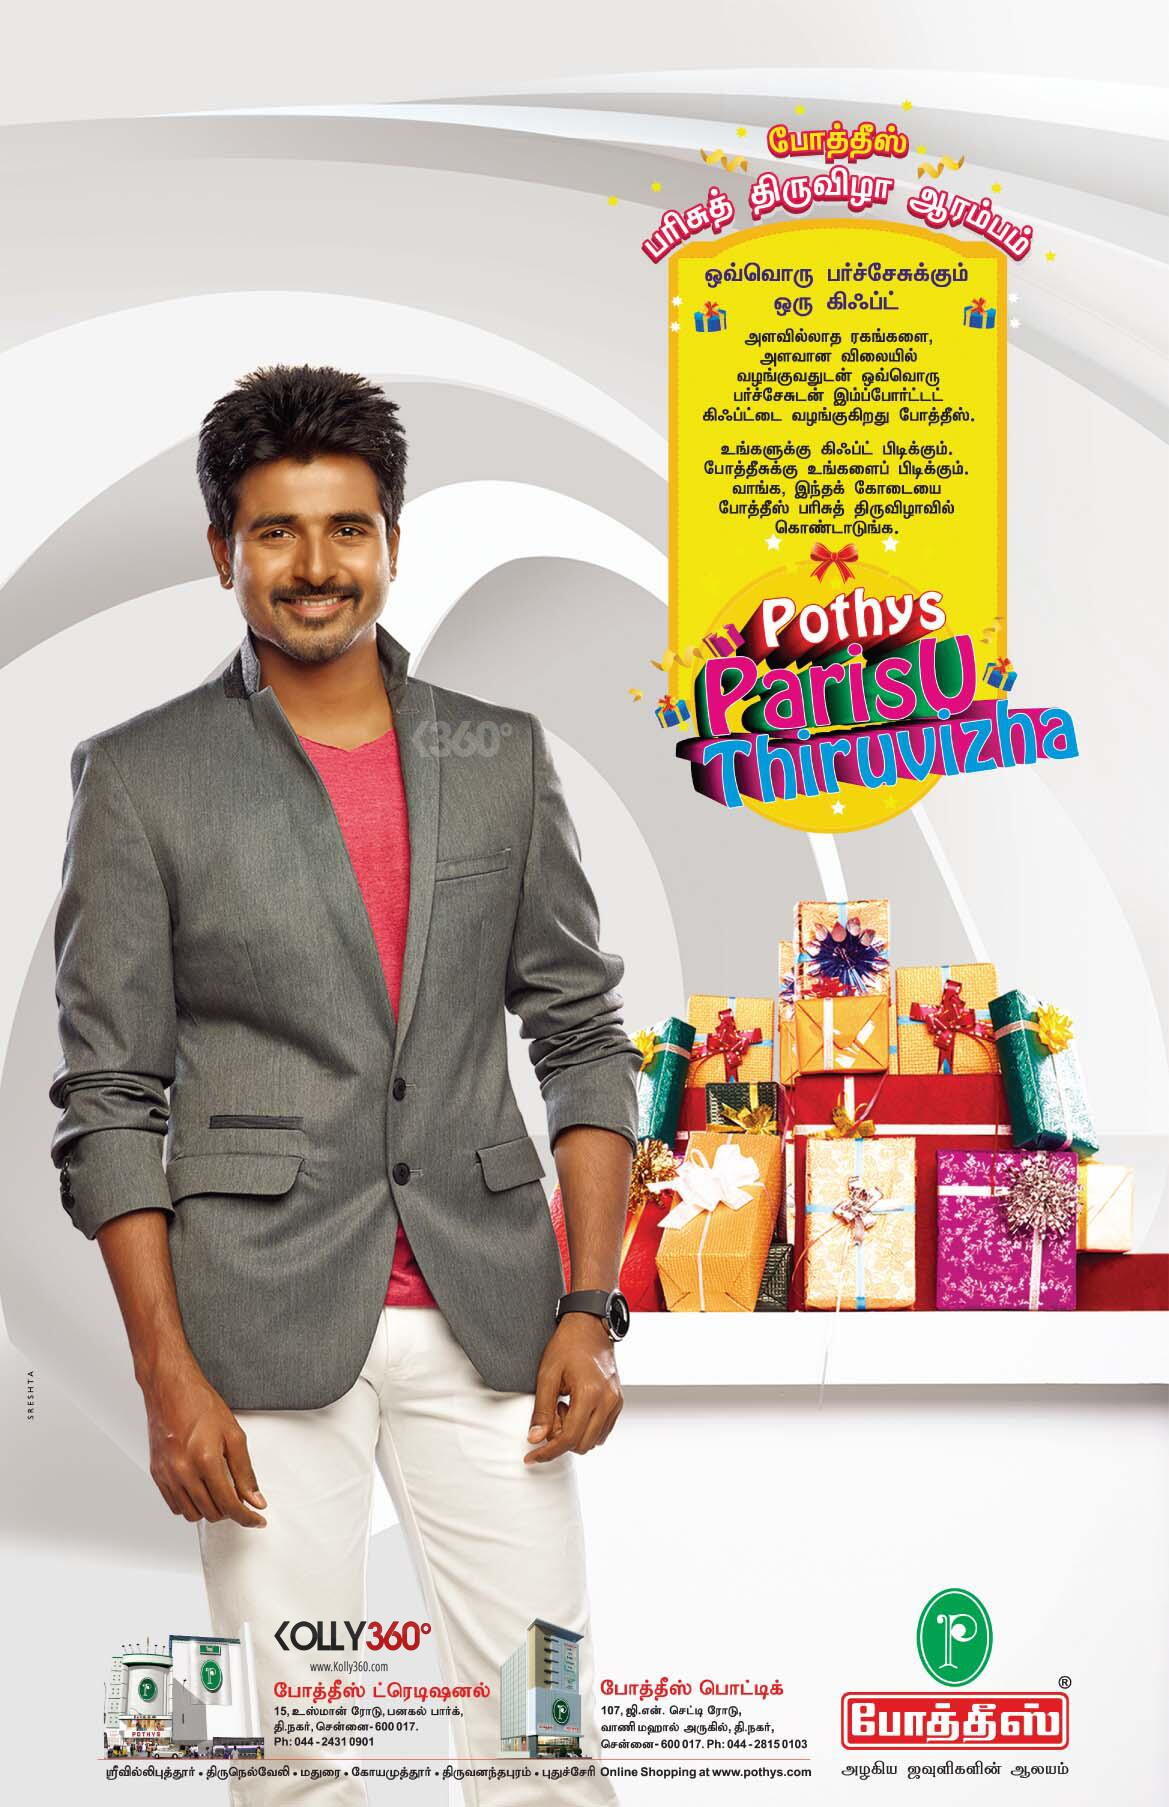 போத்தீஸ்
பரிசுத் திருவிழா ஆரம்பம்
ஒவ்வொரு பர்ச்சேசுக்கும்
ஒரு கிஃப்ட்
அளவில்லாத ரகங்களை,
அளவான விலையில்
வழங்குவதுடன் ஒவ்வொரு
பர்ச்சேசுடன் இம்ப்போர்ட்டட்
கிஃப்ட்டை வழங்குகிறது போத்தீஸ்.
உங்களுக்கு கிஃப்ட் பிடிக்கும்.
போத்தீசுக்கு உங்களைப் பிடிக்கும்.
வாங்க, இந்தக் கோடையை
போத்தீஸ் பரிசுத் திருவிழாவில்
கொண்டாடுங்க.
Pothys
ParisU
Thiruvizha
K360°
SRESHTA
KOLLY360°
www.Kolly360.com
போத்தீஸ் ட்ரெடிஷனல்
15, உஸ்மான் ரோடு, பனகல் பார்க்,
தி.நகர், சென்னை- 600 017.
Ph: 044 - 2431 0901
POTHYS
போத்தீஸ் பொட்டிக்
107, ஜி.என். செட்டி ரோடு,
வாணி மஹால் அருகில், தி.நகர்,
சென்னை- 600 017. Ph: 044 - 2815 0103
ஸ்ரீவில்லிபுத்தூர் • திருநெல்வேலி • மதுரை • கோயமுத்தூர் • திருவனந்தபுரம் • புதுச்சேரி Online Shopping at www.pothys.com
P
®
போத்தீஸ்
அழகிய ஜவுளிகளின் ஆலயம்